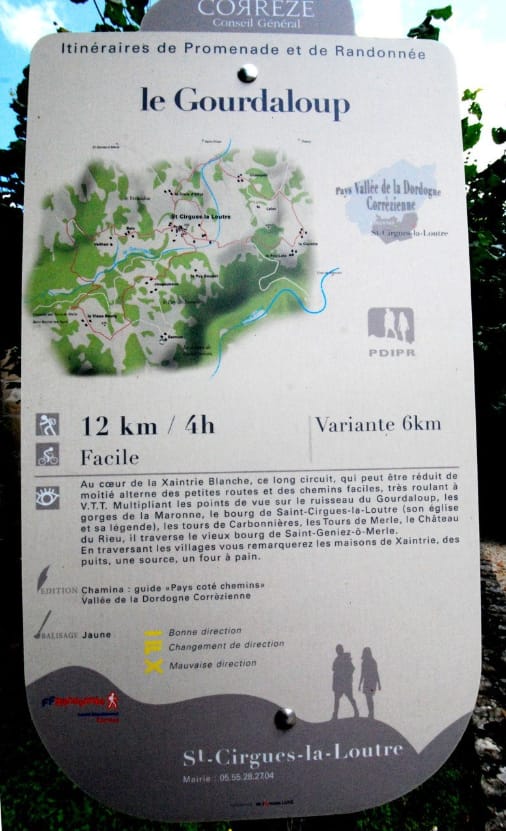 CORREZE
Conseil Général
Itinéraires de Promenade et de Randonnée
le Gourdaloup
St Cirgues la Loutre
le Puy Soubot
le Vieux Bourg
Pays Vallée de la Dordogne
Corrézienne
St-Cirgues-la-Loutre
PDIPR
12 km / 4h
Variante 6km
Facile
Au cœur de la Xaintrie Blanche, ce long circuit, qui peut être réduit de
moitié alterne des petites routes et des chemins faciles, très roulant à
V.T.T. Multipliant les points de vue sur le ruisseau du Gourdaloup, les
gorges de la Maronne, le bourg de Saint-Cirgues-la-Loutre (son église
et sa légende), les tours de Carbonnières, les Tours de Merle, le Château
du Rieu, il traverse le vieux bourg de Saint-Geniez-ô-Merle.
En traversant les villages vous remarquerez les maisons de Xaintrie, des
puits, une source, un four à pain.
EDITION Chamina : guide «Pays coté chemins»
Vallée de la Dordogne Corrèzienne
BALISAGE Jaune
Bonne direction
Changement de direction
Mauvaise direction
FFRandonnée
St-Cirgues-la-Loutre
Mairie : 05.55.28.27.04